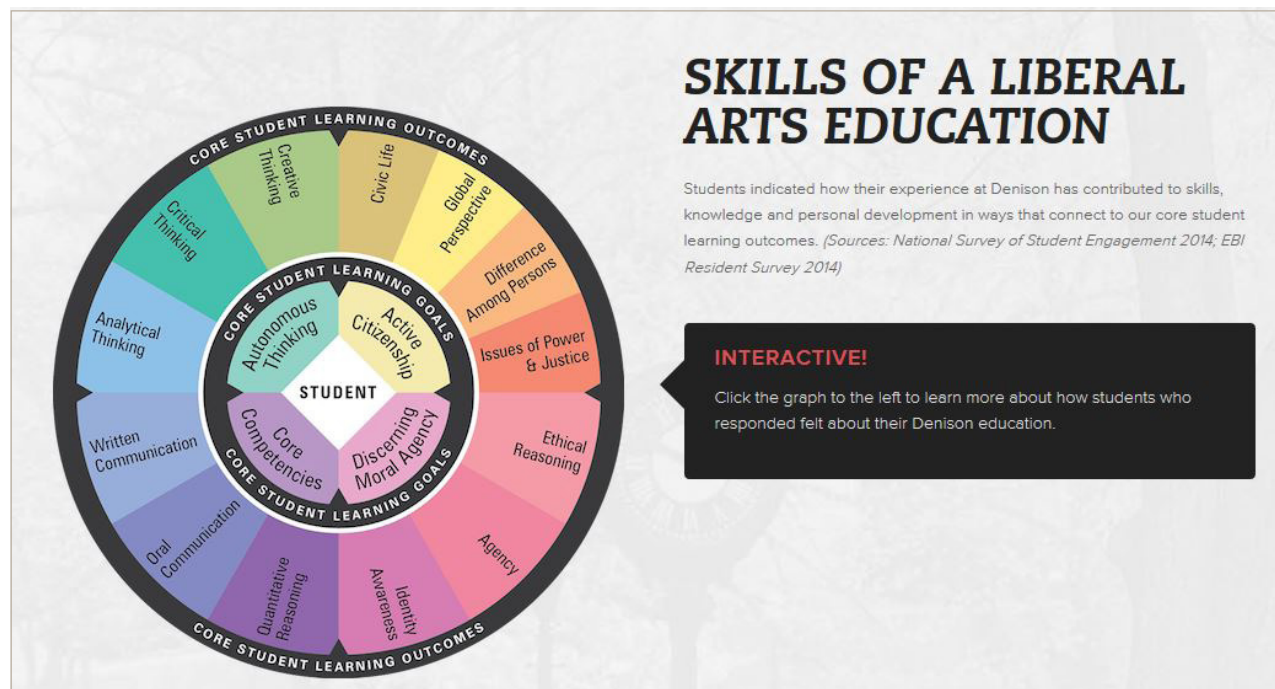 SKILLS OF A LIBERAL
ARTS EDUCATION
Students indicated how their experience at Denison has contributed to skills,
knowledge and personal development in ways that connect to our core student
learning outcomes. (Sources: National Survey of Student Engagement 2014; EBI
Resident Survey 2014)
INTERACTIVE!
Click the graph to the left to learn more about how students who
responded felt about their Denison education.
CORE STUDENT LEARNING OUTCOMES
Creative
Thinking
Civic Life
Global
Perspective
Difference
Among Persons
Issues of Power
& Justice
Ethical
Reasoning
Agency
Identity
Awareness
Quantitative
Reasoning
Oral
Communication
Written
Communication
Analytical
Thinking
Critical
Thinking
CORE STUDENT LEARNING OUTCOMES
CORE STUDENT LEARNING GOALS
Autonomous
Thinking
Active
Citizenship
STUDENT
Core
Competencies
Discerning
Moral Agency
CORE STUDENT LEARNING GOALS